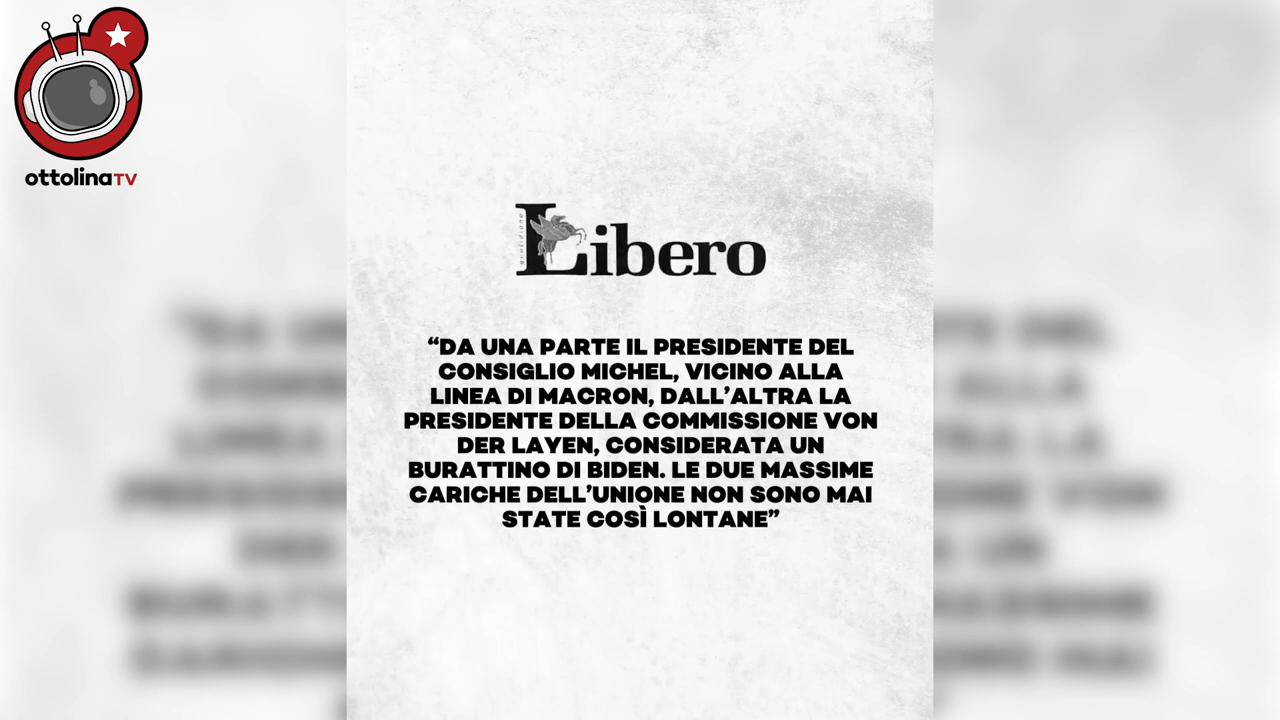 ottolinaTV
quotidiano
Libero
“DA UNA PARTE IL PRESIDENTE DEL
CONSIGLIO MICHEL, VICINO ALLA
LINEA DI MACRON, DALL’ALTRA LA
PRESIDENTE DELLA COMMISSIONE VON
DER LAYEN, CONSIDERATA UN
BURATTINO DI BIDEN. LE DUE MASSIME
CARICHE DELL’UNIONE NON SONO MAI
STATE COSÌ LONTANE”